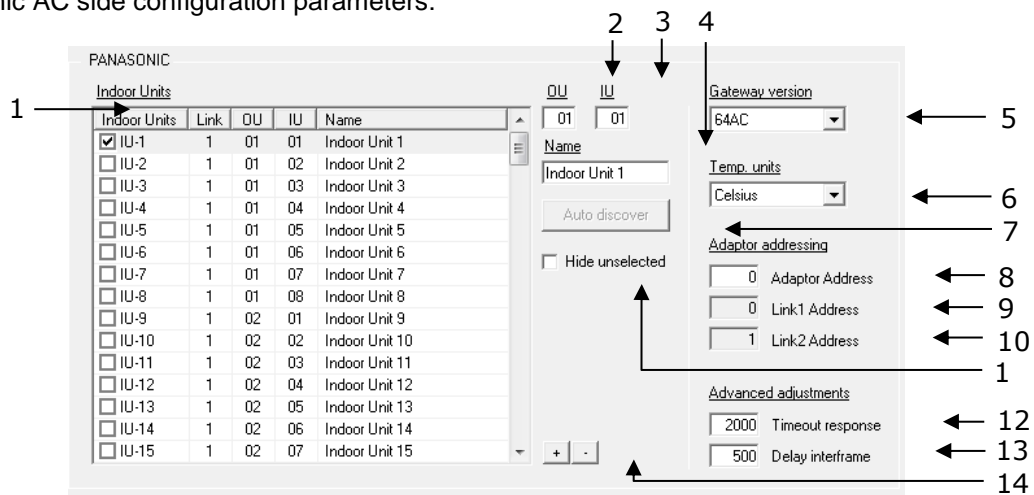 nic AC side configuration parameters.
2 3 4
PANASONIC
Indoor Units
OU IU
Gateway version
1
Indoor Units Link OU IU Name
01 01
64AC
5
IU-1 1 01 01 Indoor Unit 1
Name
IU-2 1 01 02 Indoor Unit 2
Indoor Unit 1
Temp. units
IU-3 1 01 03 Indoor Unit 3
Celsius
6
IU-4 1 01 04 Indoor Unit 4
Auto discover
IU-5 1 01 05 Indoor Unit 5
7
IU-6 1 01 06 Indoor Unit 6
Hide unselected
Adaptor addressing
IU-7 1 01 07 Indoor Unit 7
0 Adaptor Address
8
IU-8 1 01 08 Indoor Unit 8
0 Link1 Address
9
IU-9 1 02 01 Indoor Unit 9
IU-10 1 02 02 Indoor Unit 10
1 Link2 Address
10
IU-11 1 02 03 Indoor Unit 11
1
IU-12 1 02 04 Indoor Unit 12
Advanced adjustments
IU-13 1 02 05 Indoor Unit 13
2000 Timeout response
12
IU-14 1 02 06 Indoor Unit 14
IU-15 1 02 07 Indoor Unit 15
+ -
500 Delay interframe
13
14